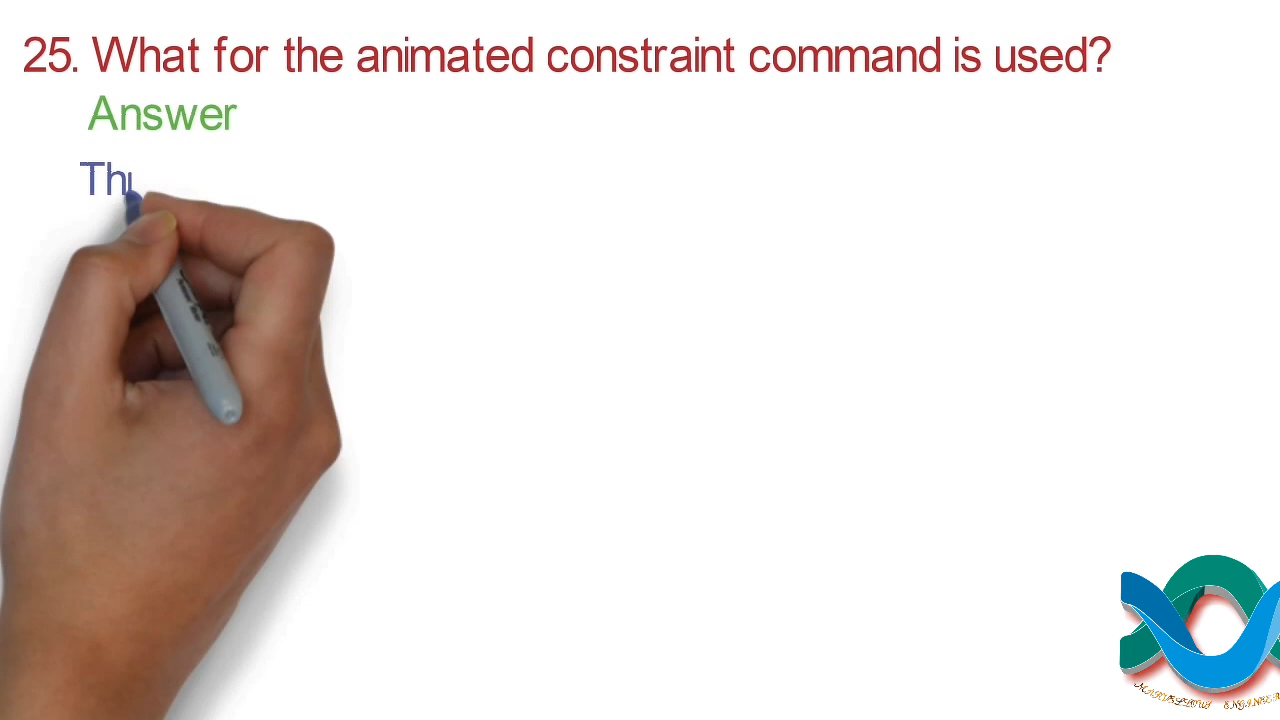 25. What for the animated constraint command is used?
Answer
Th